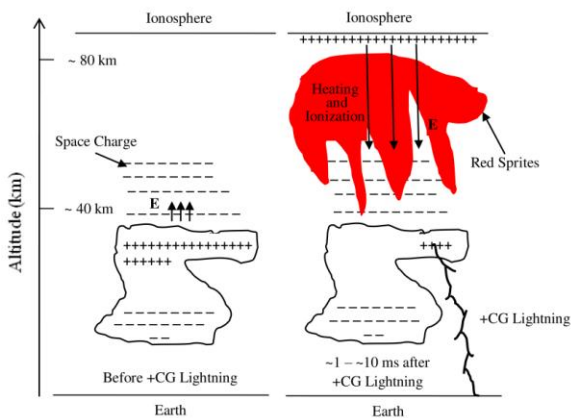 Ionosphere
Ionosphere
~ 80 km
Heating
and
Ionization
E
Space Charge
Red Sprites
E
~ 40 km
Altitude (km)
+CG Lightning
Before +CG Lightning
~1 – ~10 ms after
+CG Lightning
Earth
Earth